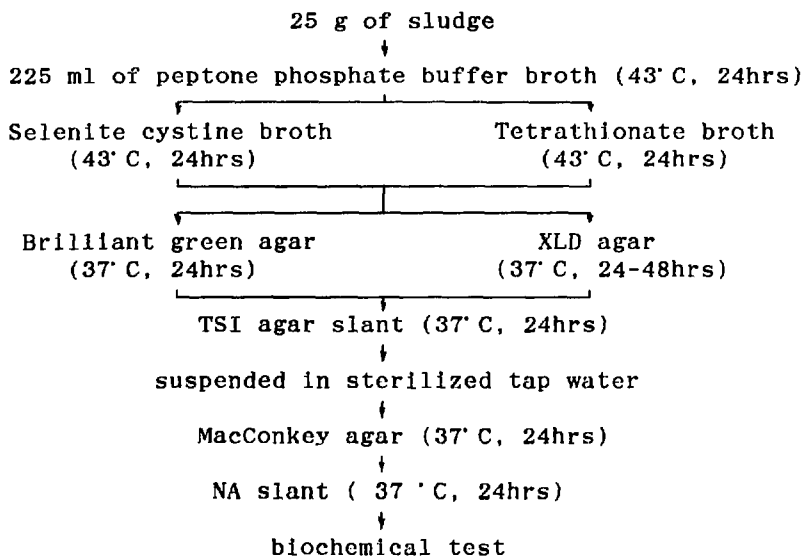 25 g of sludge
225 ml of peptone phosphate buffer broth (43°C, 24hrs)
Selenite cystine broth
(43°C, 24hrs)
Tetrathionate broth
(43°C, 24hrs)
Brilliant green agar
(37°C, 24hrs)
XLD agar
(37°C, 24-48hrs)
TSI agar slant (37°C, 24hrs)
suspended in sterilized tap water
MacConkey agar (37°C, 24hrs)
NA slant ( 37 °C, 24hrs)
biochemical test